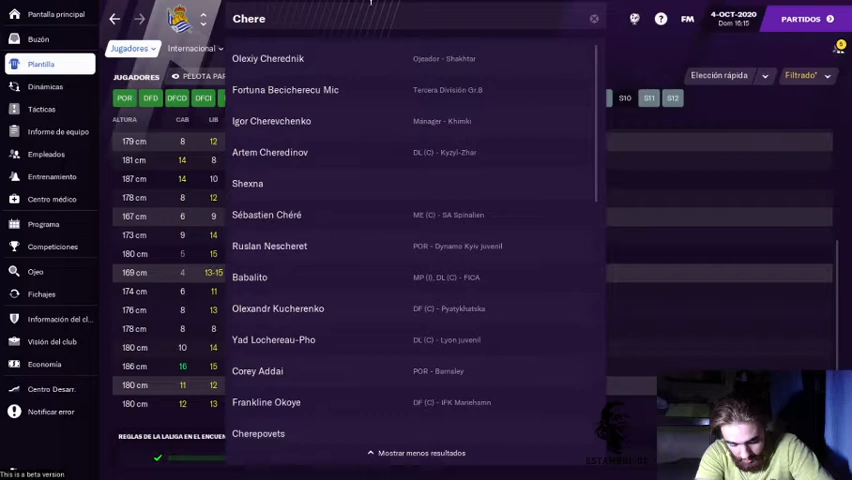 Panталla principal
Chere
4-OCT-2020
Dom 16:15
FM
PARTIDOS
Buzón
Jugadores
Internacional
Plantilla
JUGADORES
PELOTA PAR
Elección rápida
Filtrado*
Dinámicas
POR DFD DFCD DFCI
S10 S11 S12
Tácticas
ALTURA CAB LIB
Informe de equipo
Empleados
Entrenamiento
Centro médico
Programa
Competiciones
Ojeo
Fichajes
Información del cl...
Visión del club
Economía
Centro Desarr.
Notificar error
179 cm 8 12
181 cm 14 8
187 cm 14 10
178 cm 8 12
167 cm 6 9
173 cm 9 14
180 cm 5 15
169 cm 4 13-15
174 cm 6 11
176 cm 8 13
178 cm 8 8
180 cm 10 14
186 cm 16 15
180 cm 11 12
180 cm 12 13
Olexiy Cherednik Ojeador - Shakhtar
Fortuna Becicherecu Mic Tercera División Gr.B
Igor Cherevchenko Mánager - Khimki
Artem Cheredinov DL (C) - Kyzyl-Zhar
Shexna
Sébastien Chéré ME (C) - SA Spinalien
Ruslan Nescheret POR - Dynamo Kyiv juvenil
Babalito MP (I), DL (C) - FICA
Olexandr Kucherenko DF (C) - Pyatykhatska
Yad Lochereau-Pho DL (C) - Lyon juvenil
Corey Addai POR - Barnsley
Frankline Okoye DF (C) - IFK Mariehamn
Cherepovets
Mostrar menos resultados
REGLAS DE LA LALIGA EN EL ENCUEN
This is a beta version